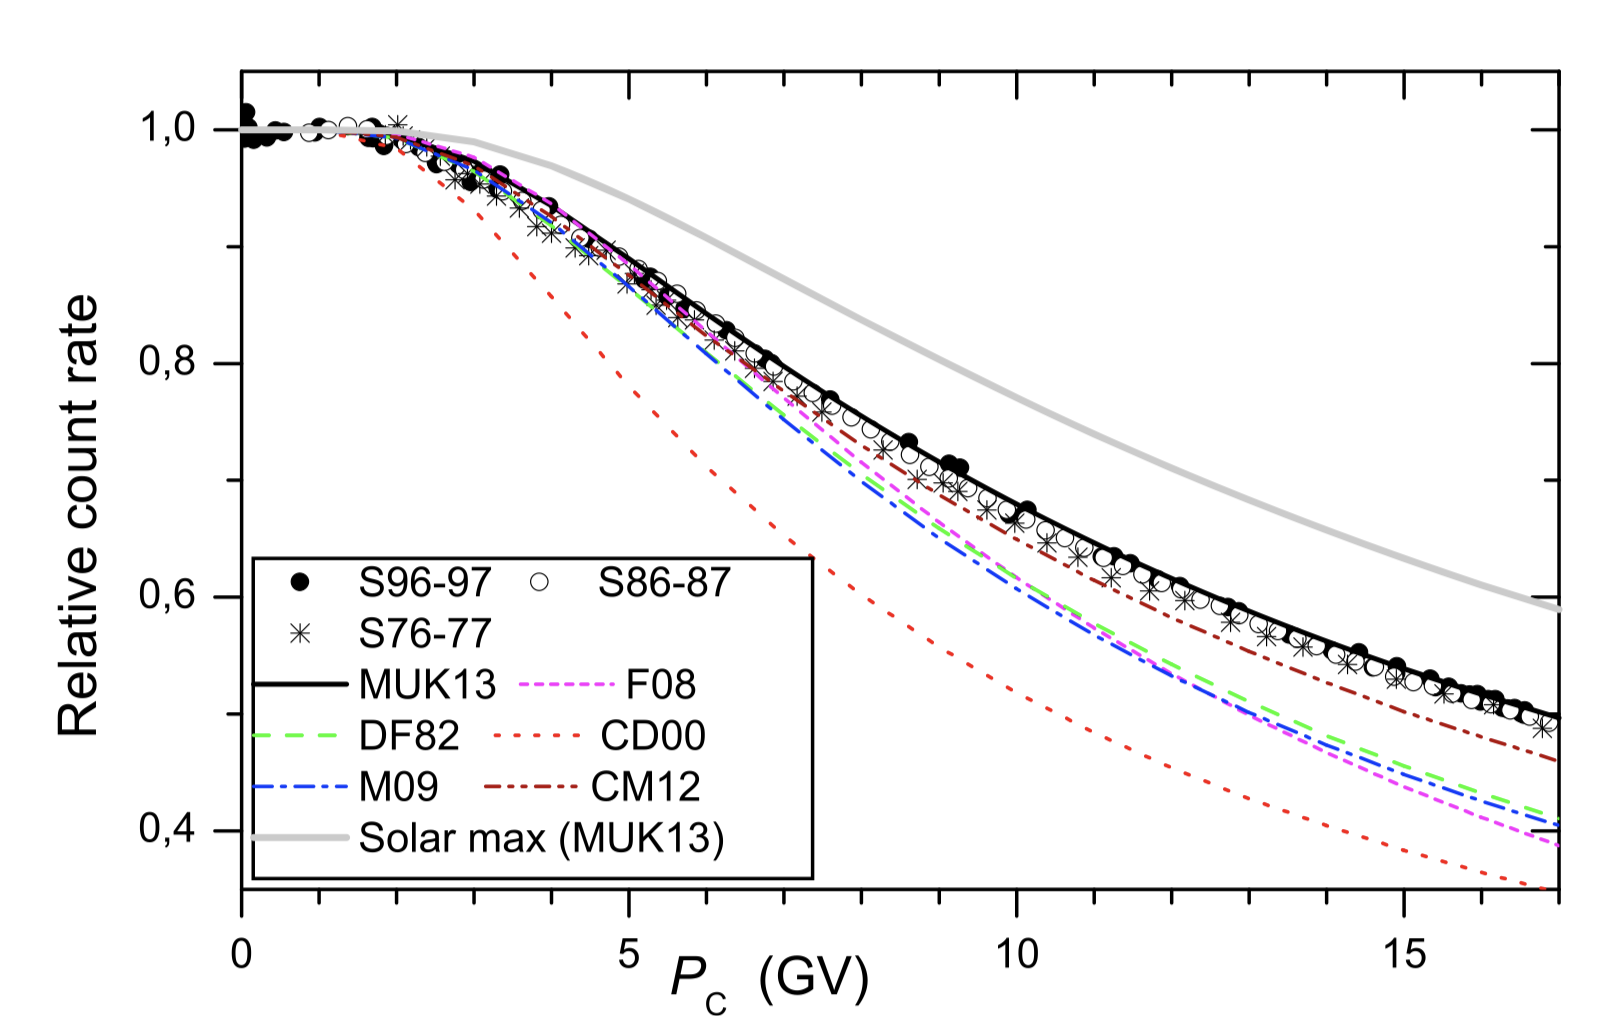 1,0
0,8
0,6
0,4
Relative count rate
S96-97 S86-87
S76-77
MUK13 F08
DF82 CD00
M09 CM12
Solar max (MUK13)
0 5 10 15
PC (GV)